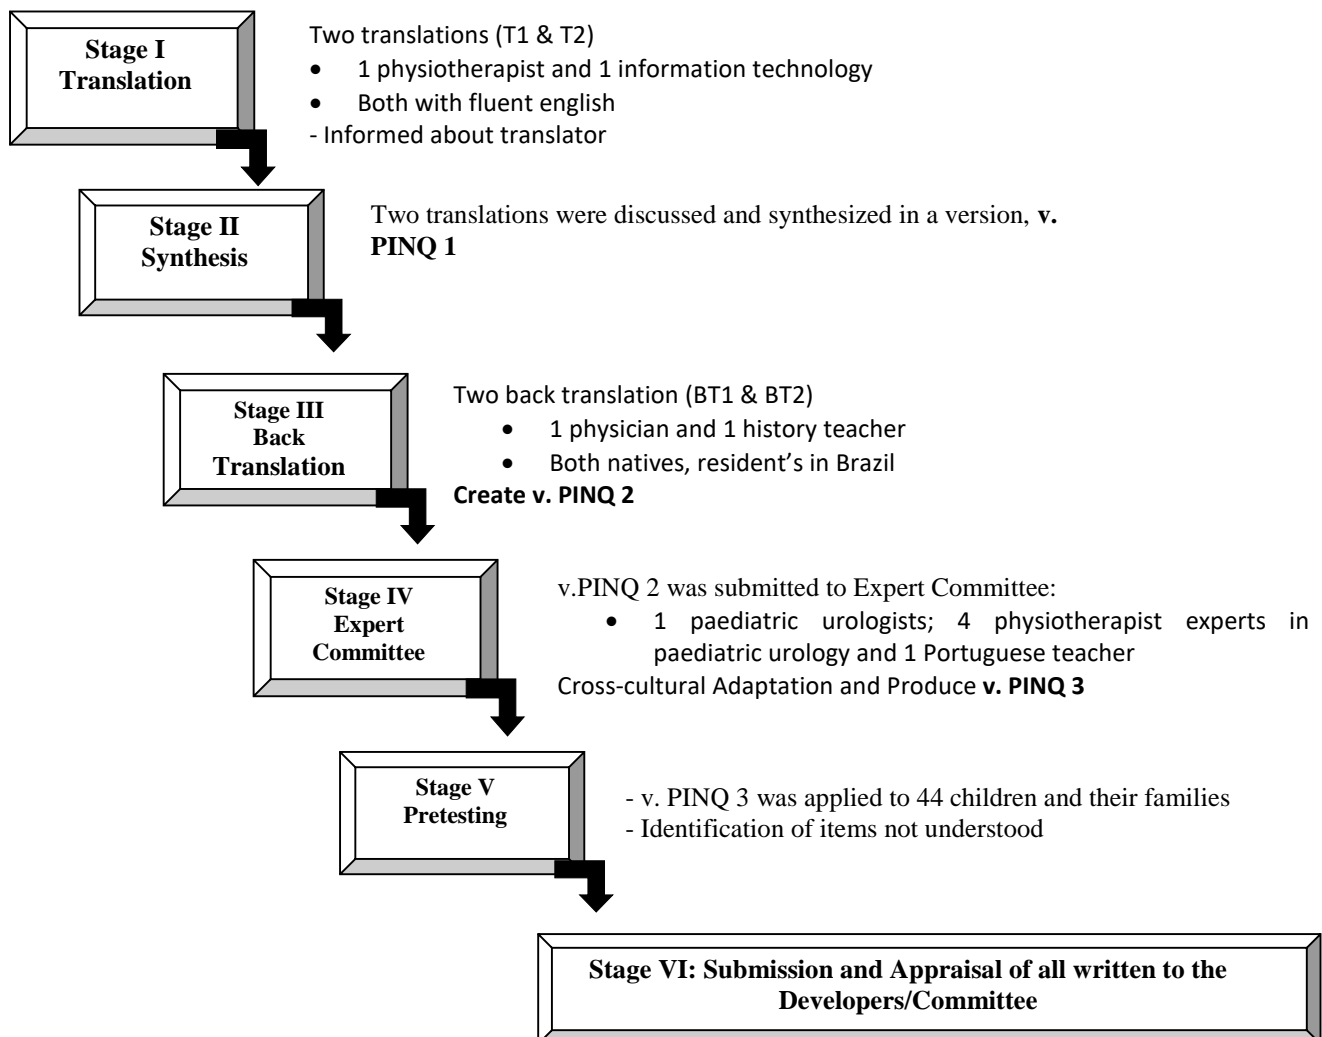 Stage I
Translation
Two translations (T1 & T2)
• 1 physiotherapist and 1 information technology
• Both with fluent english
- Informed about translator
Stage II
Synthesis
Two translations were discussed and synthesized in a version, v.
PINQ 1
Stage III
Back
Translation
Two back translation (BT1 & BT2)
• 1 physician and 1 history teacher
• Both natives, resident’s in Brazil
Create v. PINQ 2
Stage IV
Expert
Committee
v.PINQ 2 was submitted to Expert Committee:
• 1 paediatric urologists; 4 physiotherapist experts in
paediatric urology and 1 Portuguese teacher
Cross-cultural Adaptation and Produce v. PINQ 3
Stage V
Pretesting
- v. PINQ 3 was applied to 44 children and their families
- Identification of items not understood
Stage VI: Submission and Appraisal of all written to the
Developers/Committee